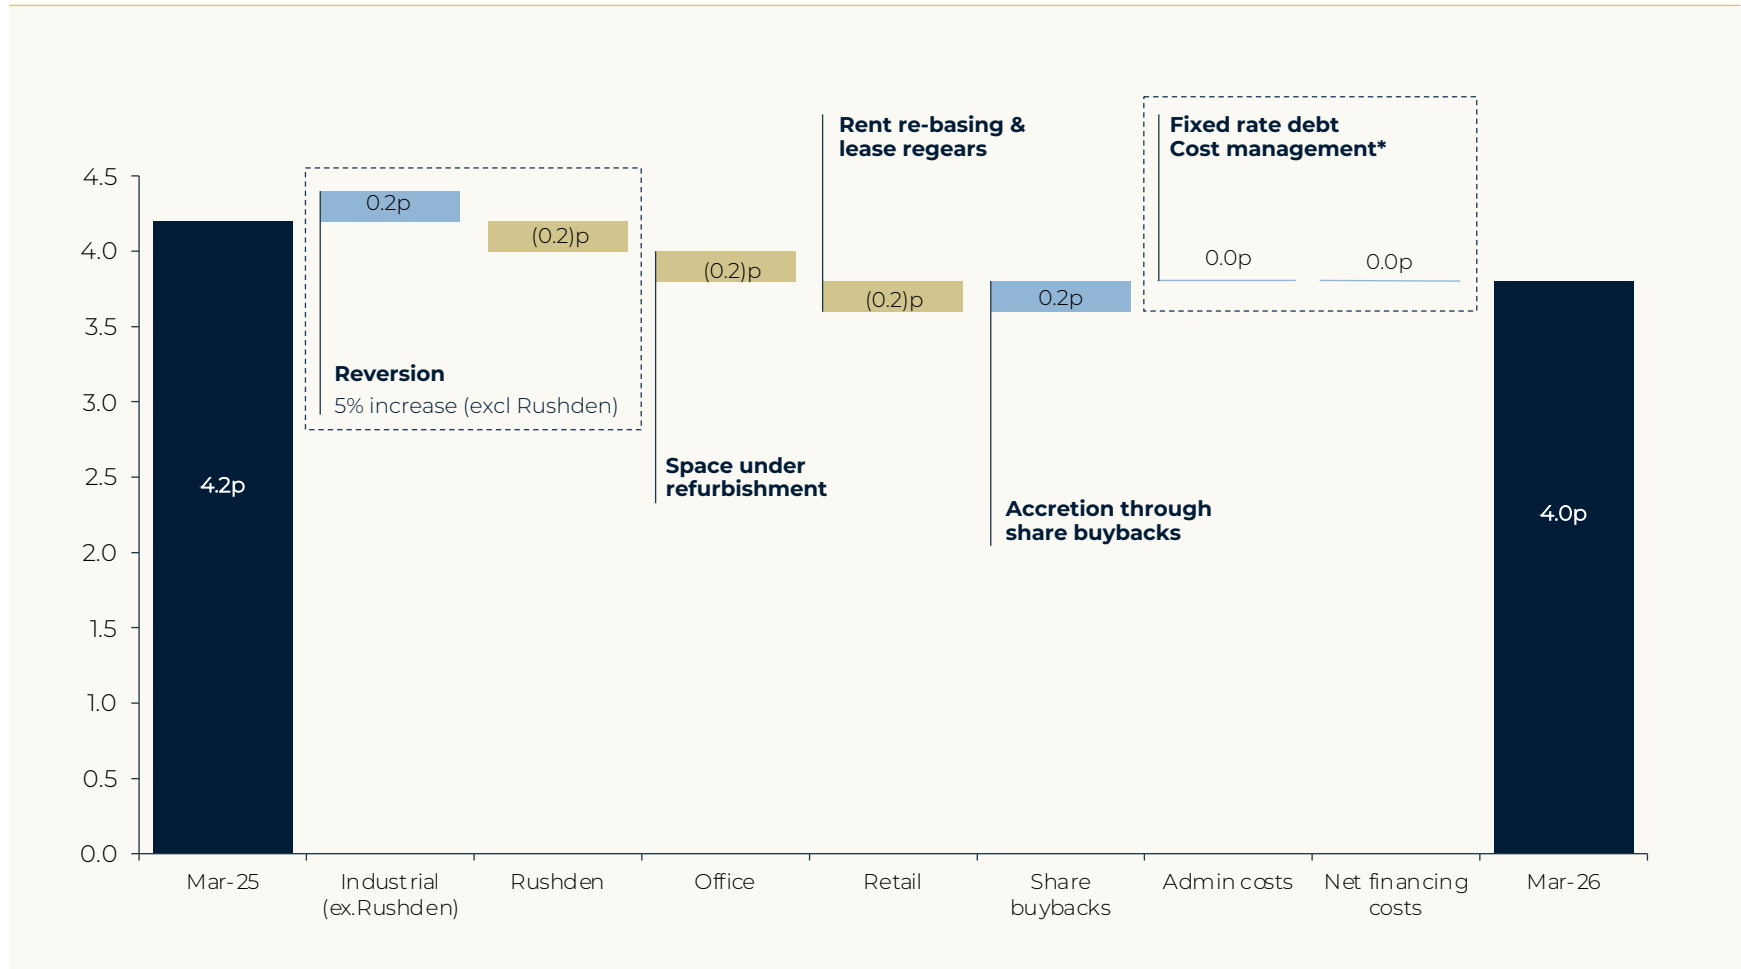 Rent re-basing &
lease regears
Fixed rate debt
Cost management*
4.5
4.0
3.5
3.0
2.5
2.0
1.5
1.0
0.5
0.0
4.2p
0.2p
(0.2)p
(0.2)p
(0.2)p
0.2p
0.0p
0.0p
4.0p
Reversion
5% increase (excl Rushden)
Space under
refurbishment
Accretion through
share buybacks
Mar-25
Industrial
(ex.Rushden)
Rushden
Office
Retail
Share
buybacks
Admin costs
Net financing
costs
Mar-26